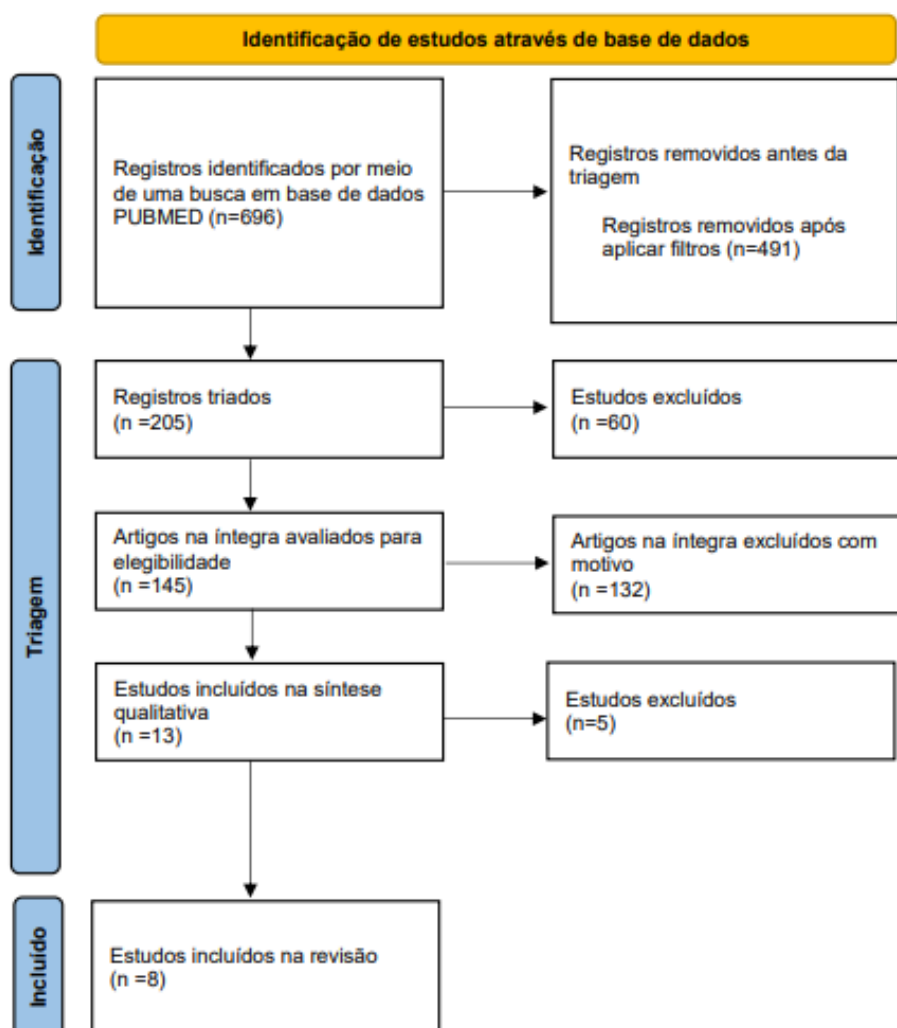 Identificação de estudos através de base de dados
Identificação
Registros identificados por meio
de uma busca em base de dados
PUBMED (n=696)
Registros removidos antes da
triagem
Registros removidos após
aplicar filtros (n=491)
Triagem
Registros triados
(n =205)
Estudos excluídos
(n =60)
Artigos na íntegra avaliados para
elegibilidade
(n =145)
Artigos na íntegra excluídos com
motivo
(n =132)
Estudos incluídos na síntese
qualitativa
(n =13)
Estudos excluídos
(n=5)
Incluído
Estudos incluídos na revisão
(n =8)